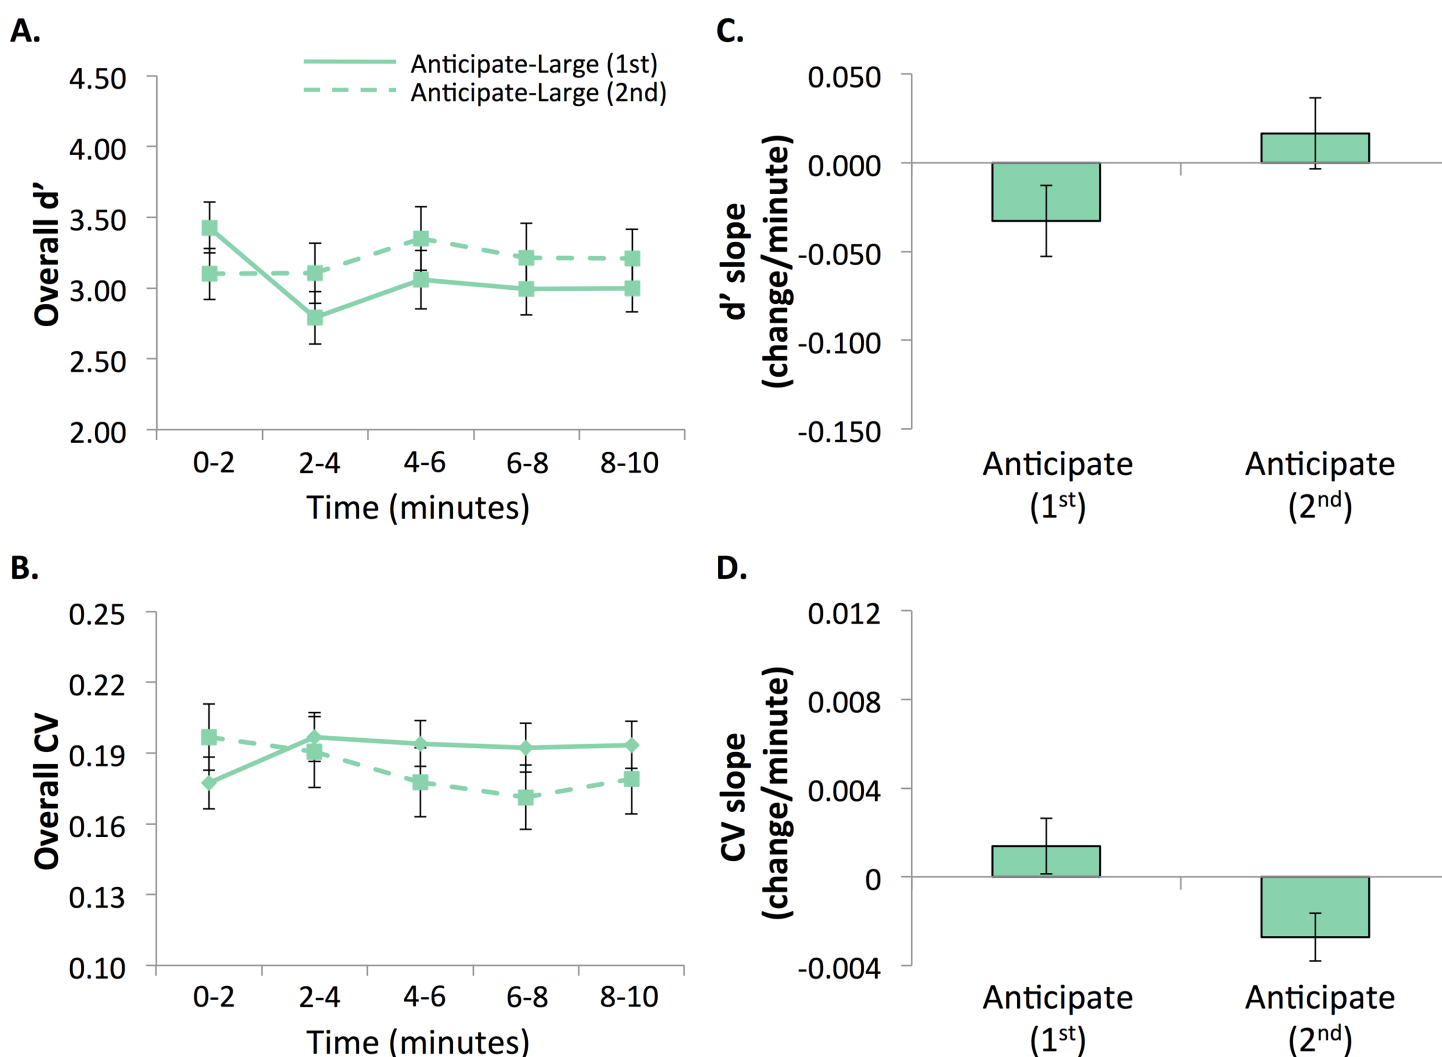 A.
Anticipate-Large (1st)
Anticipate-Large (2nd)
4.50
4.00
3.50
3.00
2.50
2.00
Overall d’
0-2 2-4 4-6 6-8 8-10
Time (minutes)
C.
0.050
0.000
-0.050
-0.100
-0.150
d’ slope
(change/minute)
Anticipate
(1st)
Anticipate
(2nd)
B.
0.25
0.22
0.19
0.16
0.13
0.10
Overall CV
0-2 2-4 4-6 6-8 8-10
Time (minutes)
D.
0.012
0.008
0.004
0
-0.004
CV slope
(change/minute)
Anticipate
(1st)
Anticipate
(2nd)